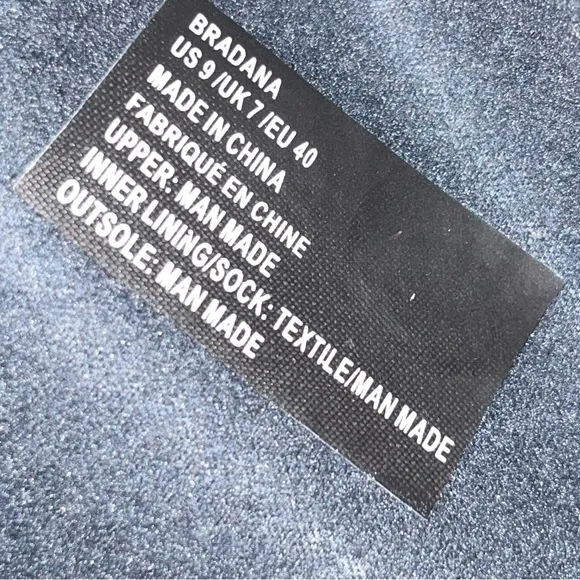 BRADANA
US 9 /UK 7 /EU 40
MADE IN CHINA
FABRIQUÉ EN CHINE
UPPER: MAN MADE
INNER LINING/SOCK: TEXTILE/MAN MADE
OUTSOLE: MAN MADE